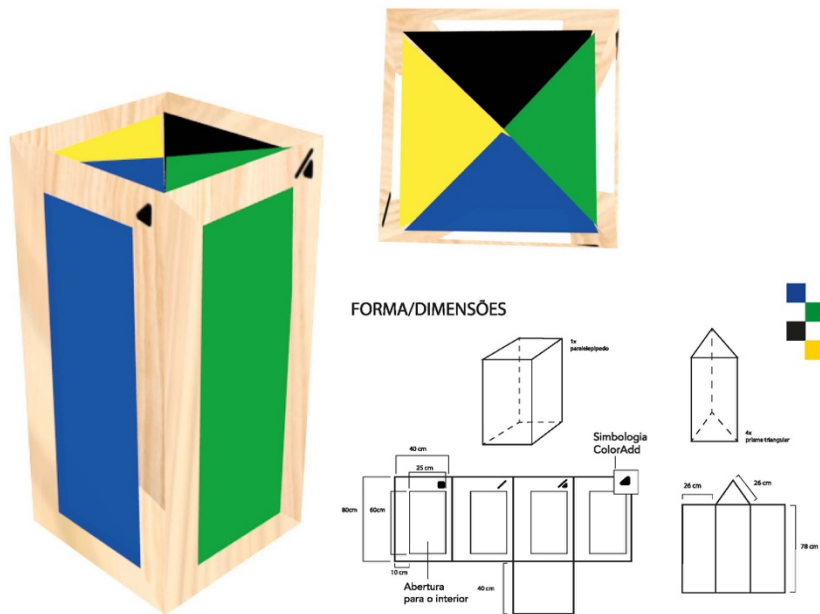 FORMA/DIMENSÕES
1x
paralelepípedo
4x
prisma triangular
Simbologia
ColorAdd
40 cm
25 cm
80cm
60cm
10 cm
Abertura
para o interior
40 cm
26 cm
26 cm
78 cm